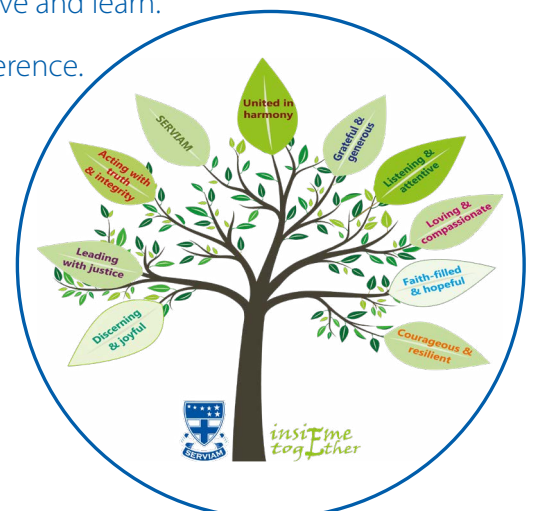 ve and learn.
erence.
United in
harmony
SERVIAM
Grateful &
generous
Acting with
truth
& integrity
Listening &
attentive
Loving &
compassionate
Leading
with justice
Faith-filled
& hopeful
Discerning
& joyful
Courageous &
resilient
SERVIAM
insiEme
togEther